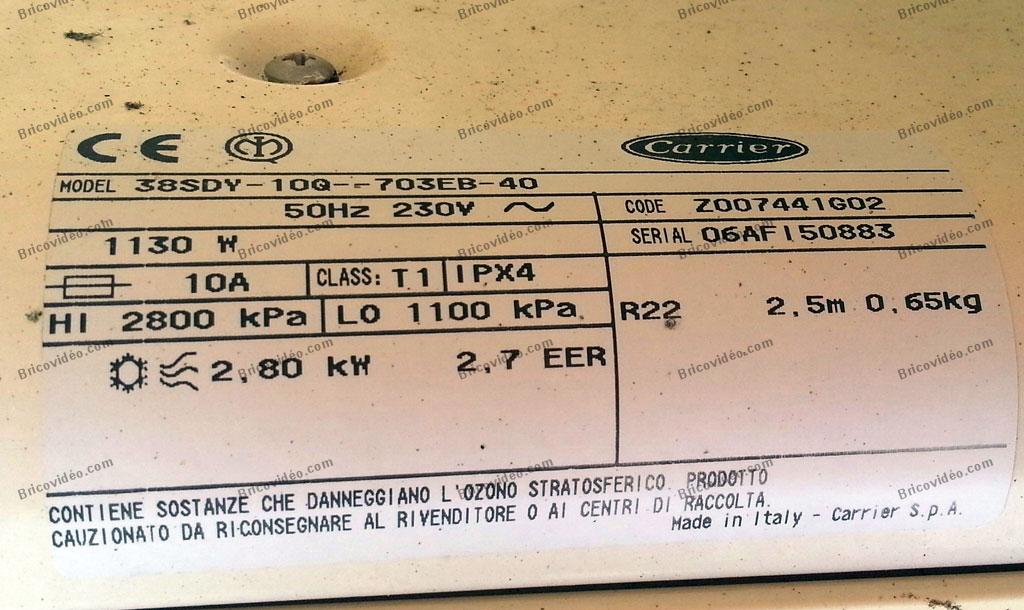 CE Carrier
MODEL 38SDY-10Q--703EB-40
50Hz 230V ~ CODE Z007441G02
1130 W SERIAL 06AF150883
10A CLASS: T1 IPX4
HI 2800 kPa LO 1100 kPa R22 2,5m 0,65kg
2,80 kW 2,7 EER
CONTIENE SOSTANZE CHE DANNEGGIANO L'OZONO STRATOSFERICO. PRODOTTO
CAUZIONATO DA RICONSEGNARE AL RIVENDITORE O AI CENTRI DI RACCOLTA.
Made in Italy - Carrier S.p.A.
Bricovidéo.com